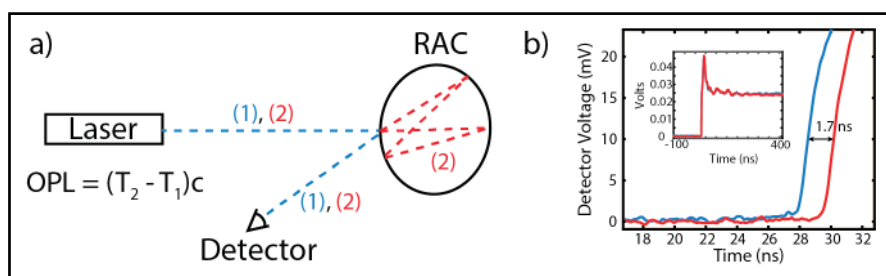 a)
RAC
Laser
(1), (2)
(2)
OPL = (T₂ - T₁)c
(1), (2)
Detector
b)
Detector Voltage (mV)
20
15
10
5
0
18 20 22 24 26 28 30 32
Time (ns)
1.7 ns
Volts
0.04
0.03
0.02
0.01
0
-100 400
Time (ns)